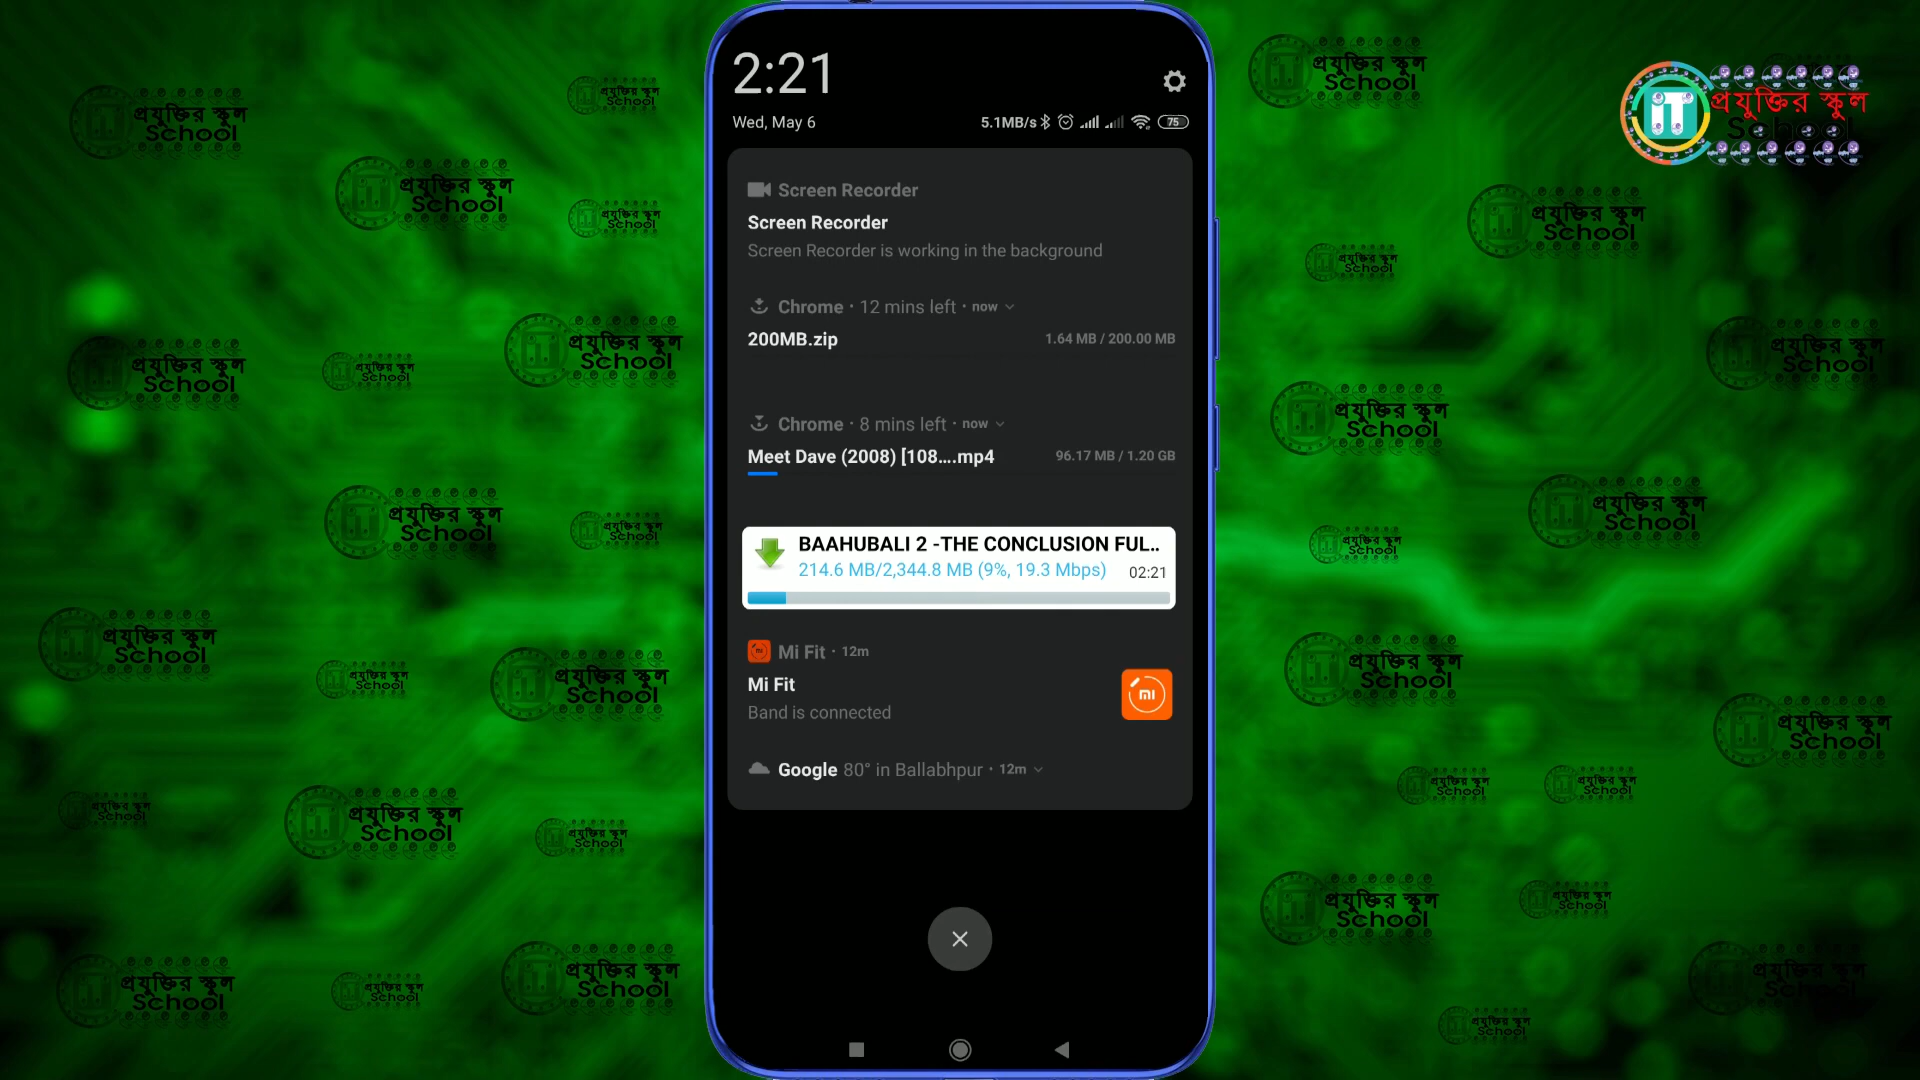 2:21
Wed, May 6
5.1MB/s
75
Screen Recorder
Screen Recorder
Screen Recorder is working in the background
Chrome · 12 mins left · now
200MB.zip
1.64 MB / 200.00 MB
Chrome · 8 mins left · now
Meet Dave (2008) [108....mp4
96.17 MB / 1.20 GB
BAAHUBALI 2 -THE CONCLUSION FUL..
214.6 MB/2,344.8 MB (9%, 19.3 Mbps)
02:21
Mi Fit · 12m
Mi Fit
Band is connected
Google 80° in Ballabhpur · 12m
IT প্রযুক্তির স্কুল
School